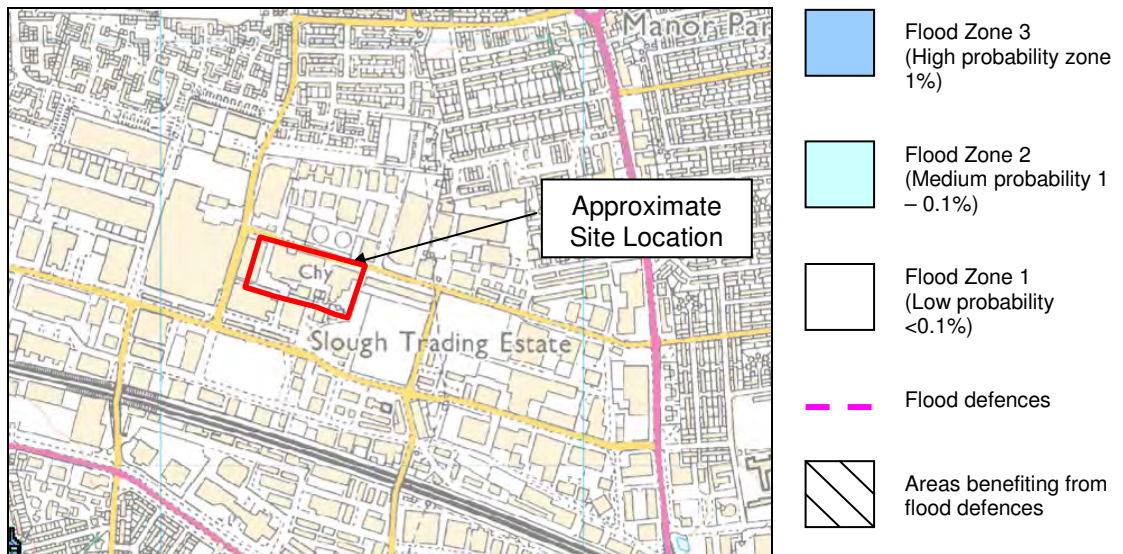 Manor Par
Approximate
Site Location
Chy
Slough Trading Estate
Flood Zone 3
(High probability zone
1%)
Flood Zone 2
(Medium probability 1
– 0.1%)
Flood Zone 1
(Low probability
<0.1%)
Flood defences
Areas benefiting from
flood defences